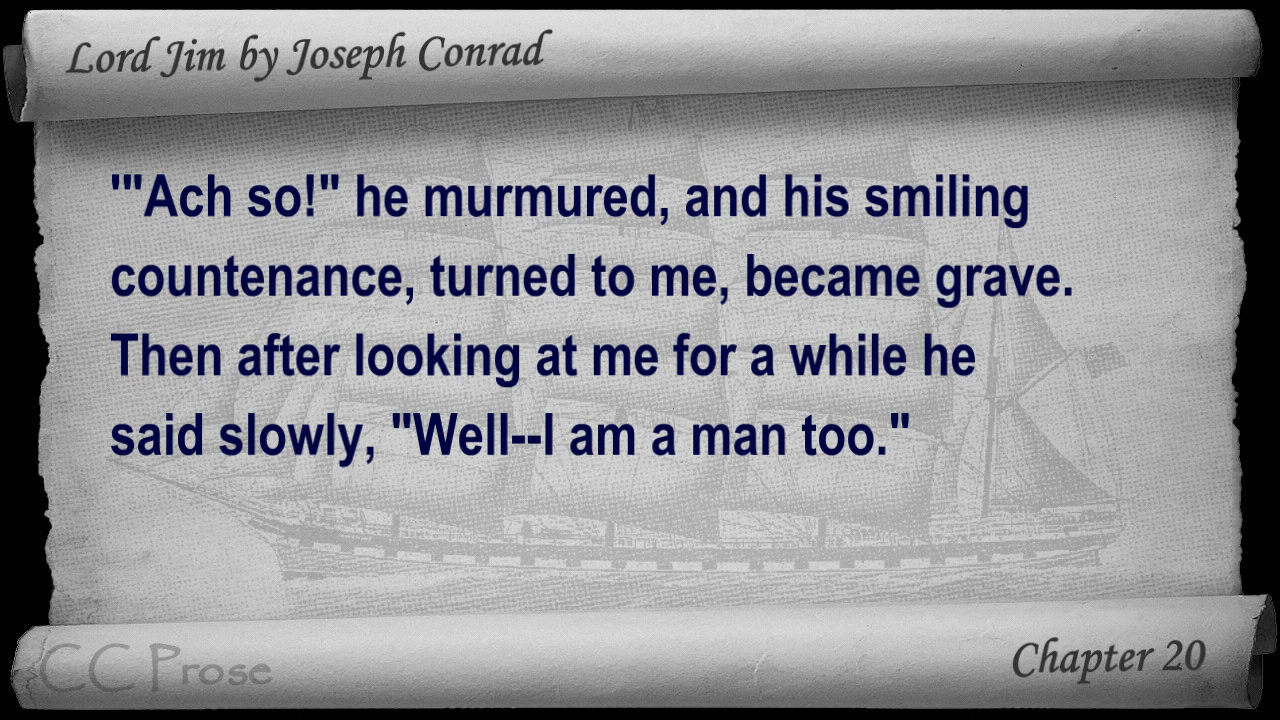 Lord Jim by Joseph Conrad
'"Ach so!" he murmured, and his smiling
countenance, turned to me, became grave.
Then after looking at me for a while he
said slowly, "Well--I am a man too."
CC Prose
Chapter 20